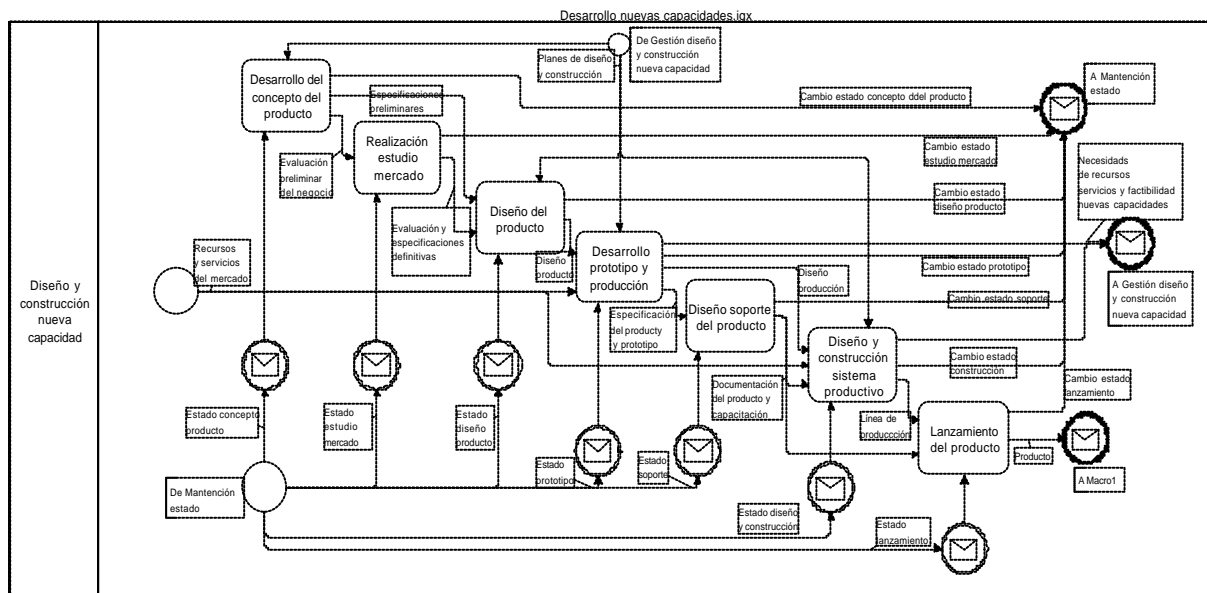 Desarrollo nuevas capacidades.igx
Diseño y
construcción
nueva
capacidad
De Gestión diseño
y construcción
nueva capacidad
Planes de diseño
y construcción
Desarrollo del
concepto del
producto
Especificaciones
preliminares
Cambio estado concepto ddel producto
A Mantención
estado
Realización
estudio
mercado
Evaluación
preliminar
del negocio
Cambio estado
estudio mercado
Necesidads
de recursos
servicios y factibilidad
nuevas capacidades
Diseño del
producto
Cambio estado
diseño producto
Evaluación y
especificaciones
definitivas
Recursos
y servicios
del mercado
Diseño
producto
Desarrollo
prototipo y
producción
Diseño
producción
Cambio estado prototipo
A Gestión diseño
y construcción
nueva capacidad
Cambio estado soporte
Especificación
del producty
y prototipo
Diseño soporte
del producto
Diseño y
construcción
sistema
productivo
Cambio estado
construcción
Documentación
del producto y
capacitación
Cambio estado
lanzamiento
Línea de
produccción
Lanzamiento
del producto
Producto
A Macro1
Estado concepto
producto
Estado
estudio
mercado
Estado
diseño
producto
Estado
prototipo
Estado
soporte
De Mantención
estado
Estado diseño
y construcción
Estado
lanzamiento